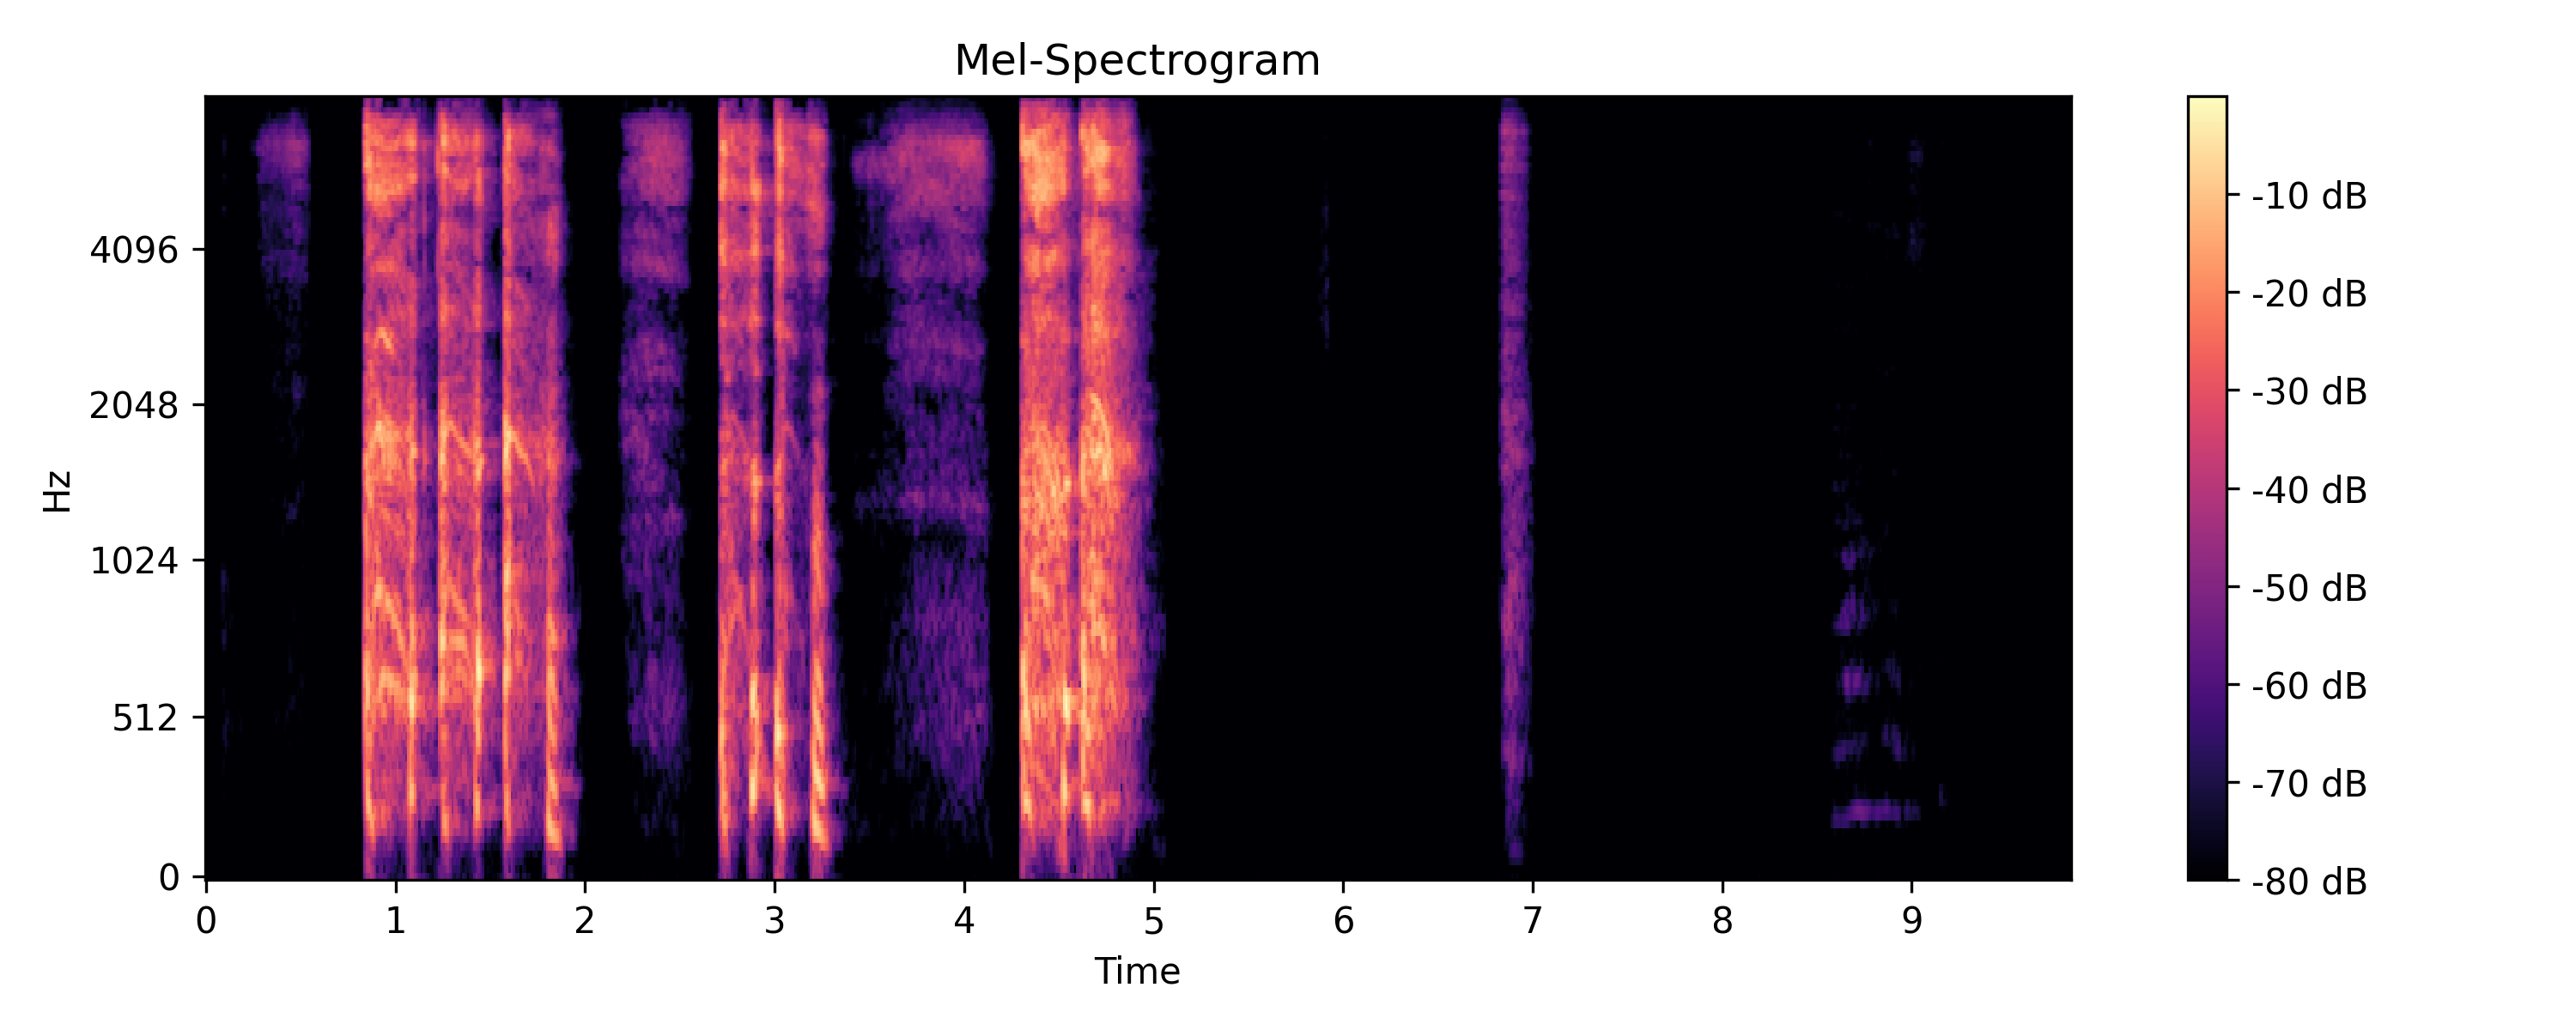 Mel-Spectrogram
Hz
4096
2048
1024
512
0
0 1 2 3 4 5 6 7 8 9
Time
-10 dB
-20 dB
-30 dB
-40 dB
-50 dB
-60 dB
-70 dB
-80 dB